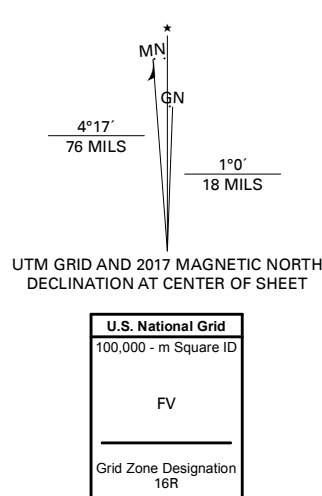 ★
MN
GN
4°17´
76 MILS
1°0´
18 MILS
UTM GRID AND 2017 MAGNETIC NORTH
DECLINATION AT CENTER OF SHEET
U.S. National Grid
100,000 - m Square ID
FV
Grid Zone Designation
16R